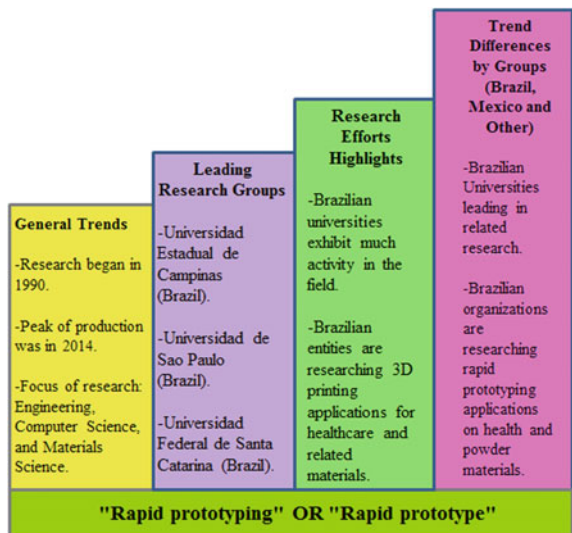 General Trends
-Research began in
1990.
-Peak of production
was in 2014.
-Focus of research:
Engineering,
Computer Science,
and Materials
Science.
Leading
Research Groups
-Universidad
Estadual de
Campinas
(Brazil).
-Universidad de
Sao Paulo
(Brazil).
-Universidad
Federal de Santa
Catarina (Brazil).
Research
Efforts
Highlights
-Brazilian
universities
exhibit much
activity in the
field.
-Brazilian
entities are
researching 3D
printing
applications for
healthcare and
related
materials.
Trend
Differences
by Groups
(Brazil,
Mexico and
Other)
-Brazilian
Universities
leading in
related
research.
-Brazilian
organizations
are
researching
rapid
prototyping
applications
on health and
powder
materials.
"Rapid prototyping" OR "Rapid prototype"